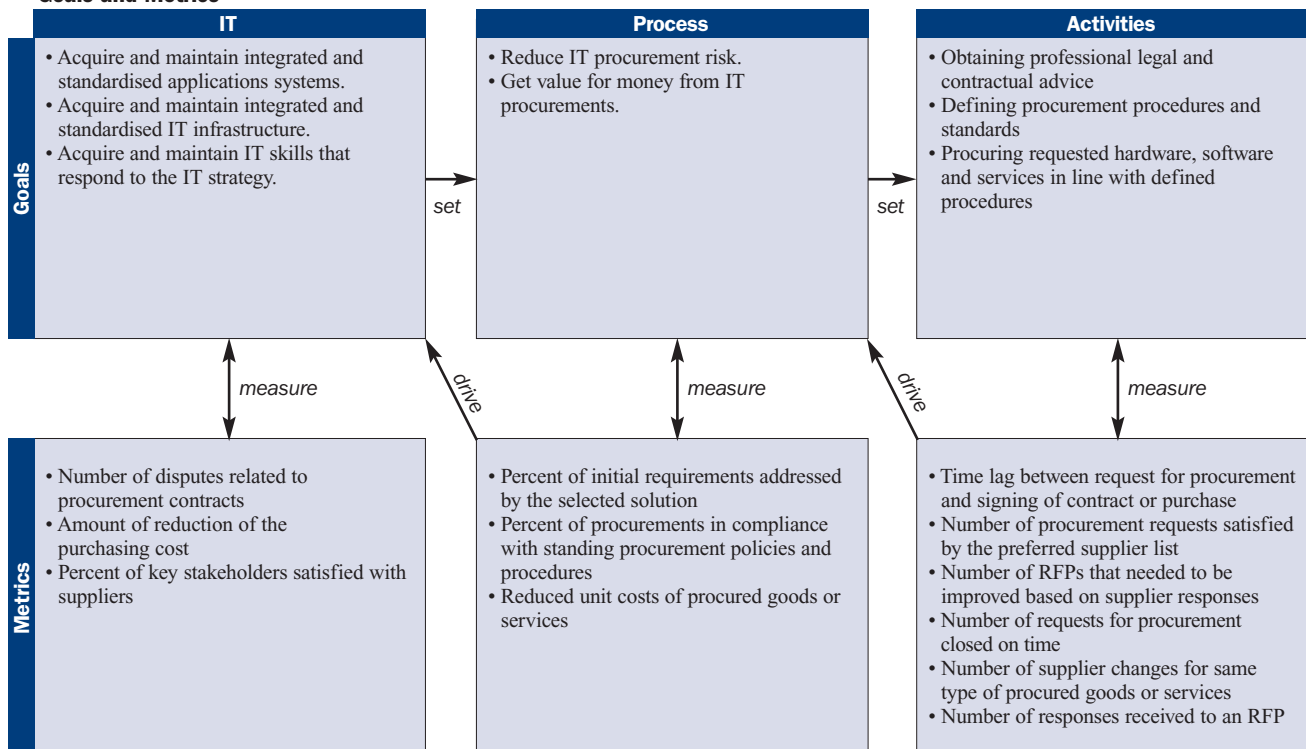 Goals and Metrics
IT
Process
Activities
Goals
• Acquire and maintain integrated and
standardised applications systems.
• Acquire and maintain integrated and
standardised IT infrastructure.
• Acquire and maintain IT skills that
respond to the IT strategy.
set
• Reduce IT procurement risk.
• Get value for money from IT
procurements.
set
• Obtaining professional legal and
contractual advice
• Defining procurement procedures and
standards
• Procuring requested hardware, software
and services in line with defined
procedures
measure
drive
measure
drive
measure
Metrics
• Number of disputes related to
procurement contracts
• Amount of reduction of the
purchasing cost
• Percent of key stakeholders satisfied with
suppliers
• Percent of initial requirements addressed
by the selected solution
• Percent of procurements in compliance
with standing procurement policies and
procedures
• Reduced unit costs of procured goods or
services
• Time lag between request for procurement
and signing of contract or purchase
• Number of procurement requests satisfied
by the preferred supplier list
• Number of RFPs that needed to be
improved based on supplier responses
• Number of requests for procurement
closed on time
• Number of supplier changes for same
type of procured goods or services
• Number of responses received to an RFP